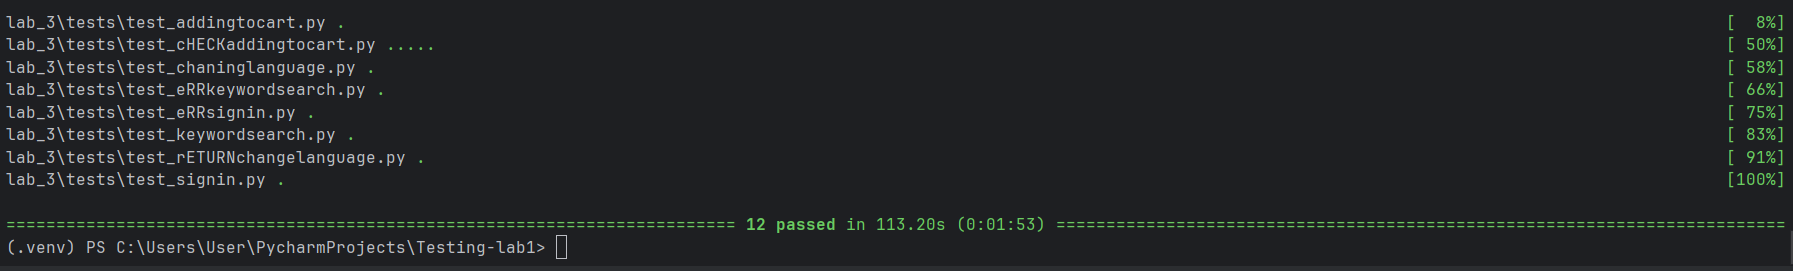 lab_3\tests\test_addingtocart.py . [  8%]
lab_3\tests\test_cHECKaddingtocart.py ..... [ 50%]
lab_3\tests\test_chaninglanguage.py . [ 58%]
lab_3\tests\test_eRRkeywordsearch.py . [ 66%]
lab_3\tests\test_eRRsignin.py . [ 75%]
lab_3\tests\test_keywordsearch.py . [ 83%]
lab_3\tests\test_rETURNchangelanguage.py . [ 91%]
lab_3\tests\test_signin.py . [100%]
=========================================================================== 12 passed in 113.20s (0:01:53) =========================================================================
(.venv) PS C:\Users\User\PycharmProjects\Testing-lab1>